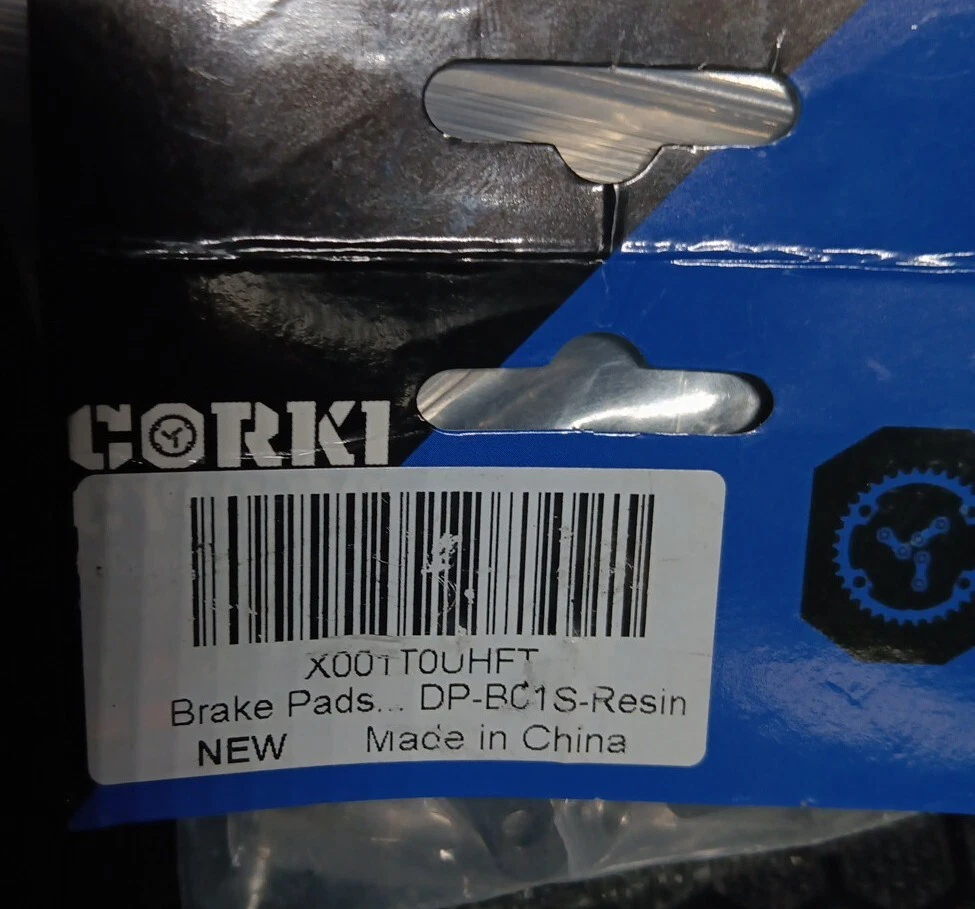 CORKI
X001T0UHFT
Brake Pads... DP-BC1S-Resin
NEW Made in China